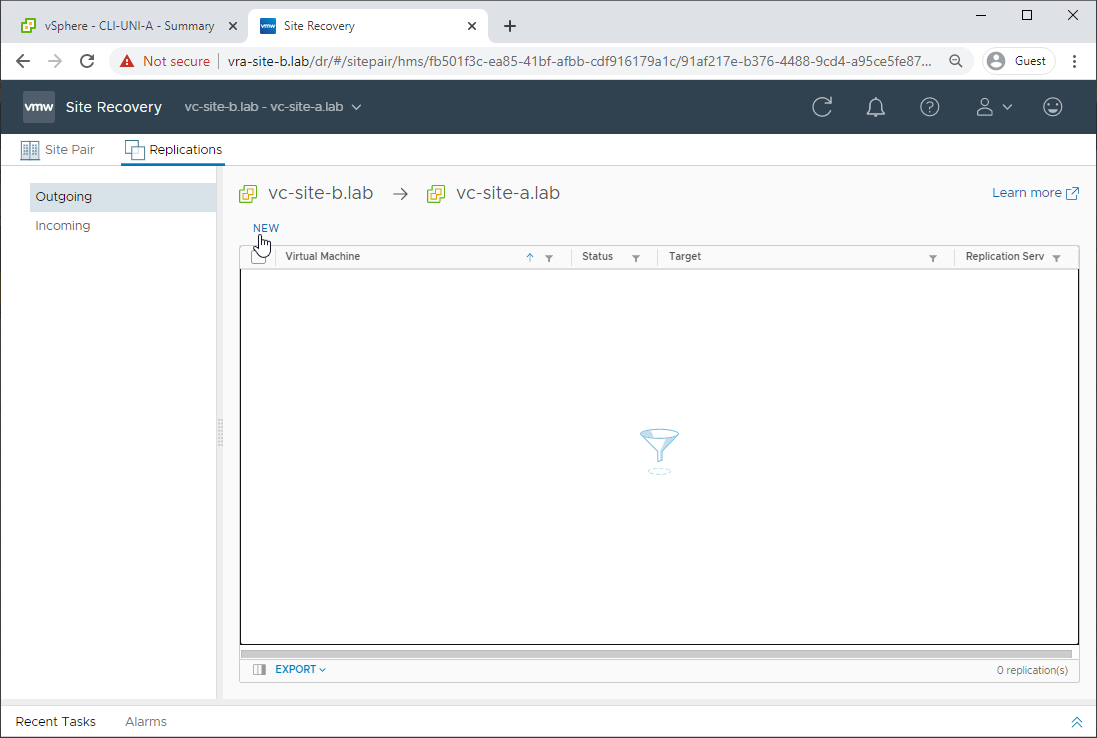 vSphere - CLI-UNI-A - Summary
Site Recovery
Not secure
vra-site-b.lab/dr/#/sitepair/hms/fb501f3c-ea85-41bf-afbb-cdf916179a1c/91af217e-b376-4488-9cd4-a95ce5fe87...
Guest
vmw
Site Recovery
vc-site-b.lab - vc-site-a.lab
Site Pair
Replications
Outgoing
Incoming
vc-site-b.lab
vc-site-a.lab
Learn more
NEW
Virtual Machine
Status
Target
Replication Serv
EXPORT
0 replication(s)
Recent Tasks
Alarms